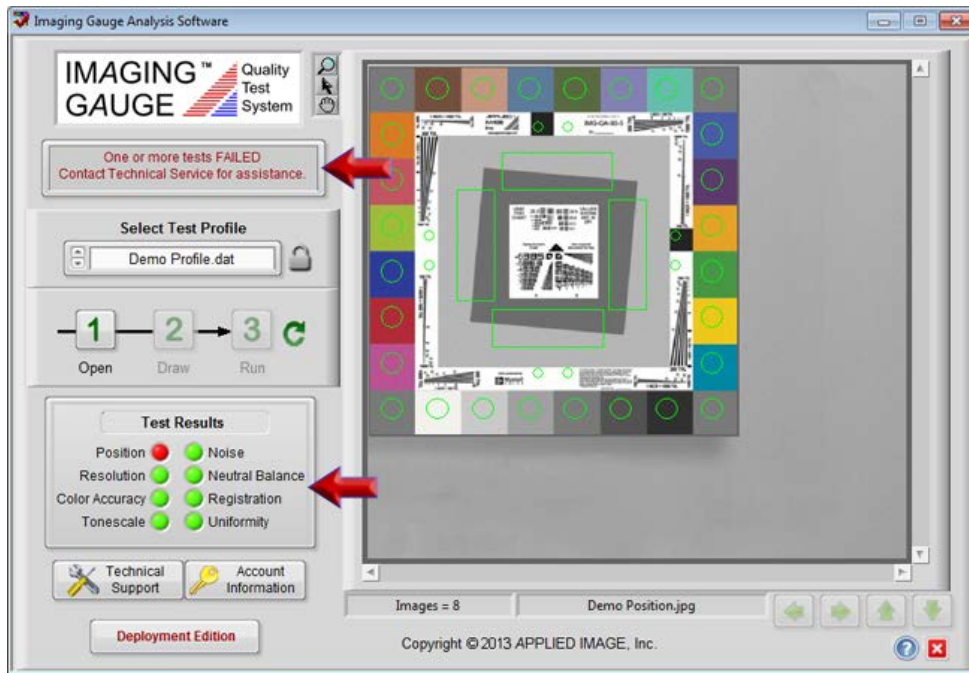 Imaging Gauge Analysis Software
IMAGING™
GAUGE
Quality
Test
System
One or more tests FAILED
Contact Technical Service for assistance.
Select Test Profile
Demo Profile.dat
1
2
3
Open
Draw
Run
Test Results
Position
Noise
Resolution
Neutral Balance
Color Accuracy
Registration
Tonescale
Uniformity
Technical
Support
Account
Information
Deployment Edition
APPLIED
IMAGE
Images = 8
Demo Position.jpg
Copyright © 2013 APPLIED IMAGE, Inc.
?